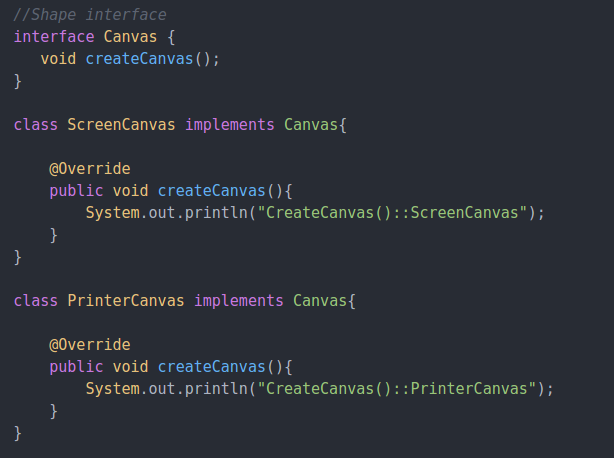 //Shape interface
interface Canvas {
   void createCanvas();
}

class ScreenCanvas implements Canvas{

    @Override
    public void createCanvas(){
        System.out.println("CreateCanvas()::ScreenCanvas");
    }
}

class PrinterCanvas implements Canvas{

    @Override
    public void createCanvas(){
        System.out.println("CreateCanvas()::PrinterCanvas");
    }
}